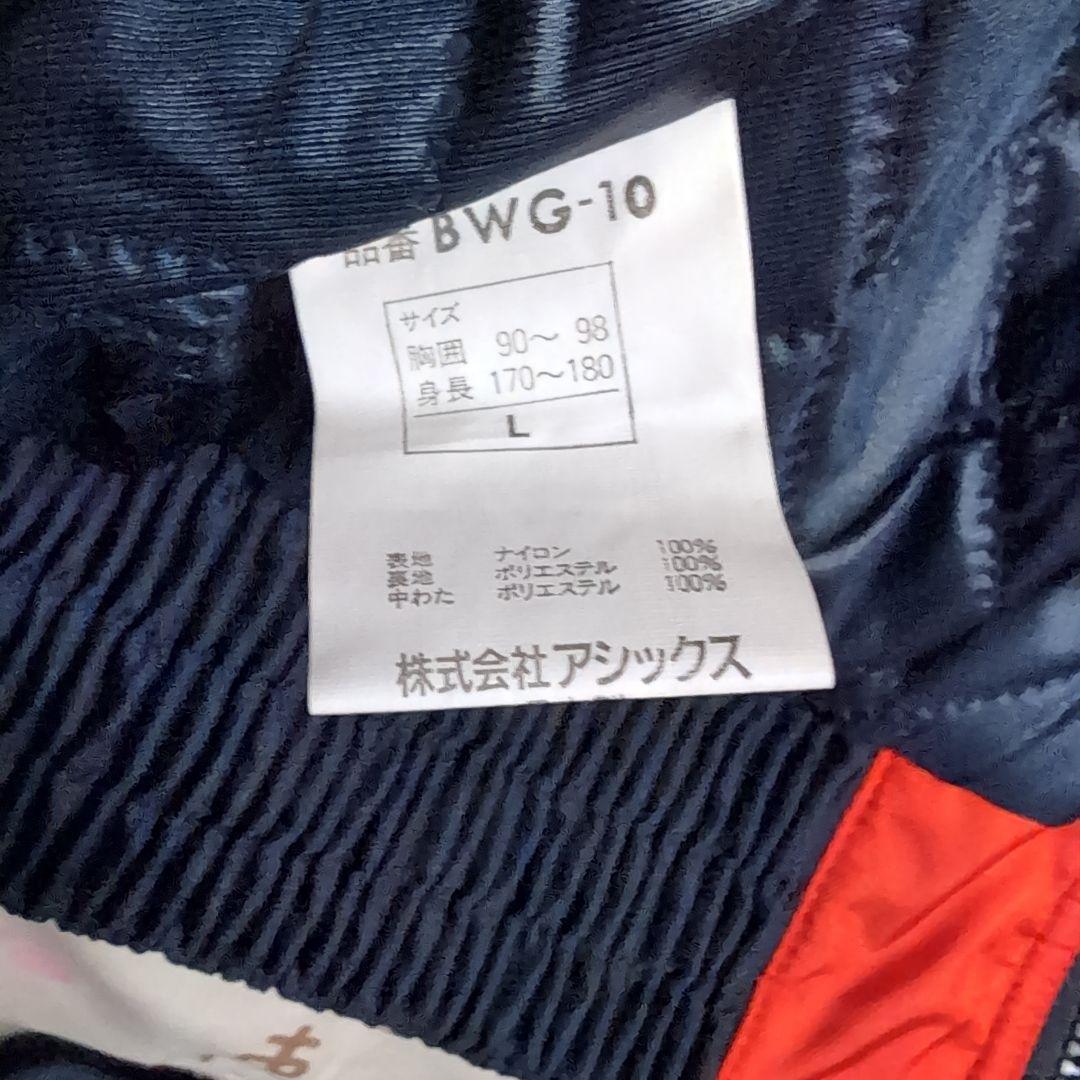 品番 BWG-10
サイズ
胸囲 90～ 98
身長 170～180
L
表地 ナイロン 100%
裏地 ポリエステル 100%
中わた ポリエステル 100%
株式会社アシックス